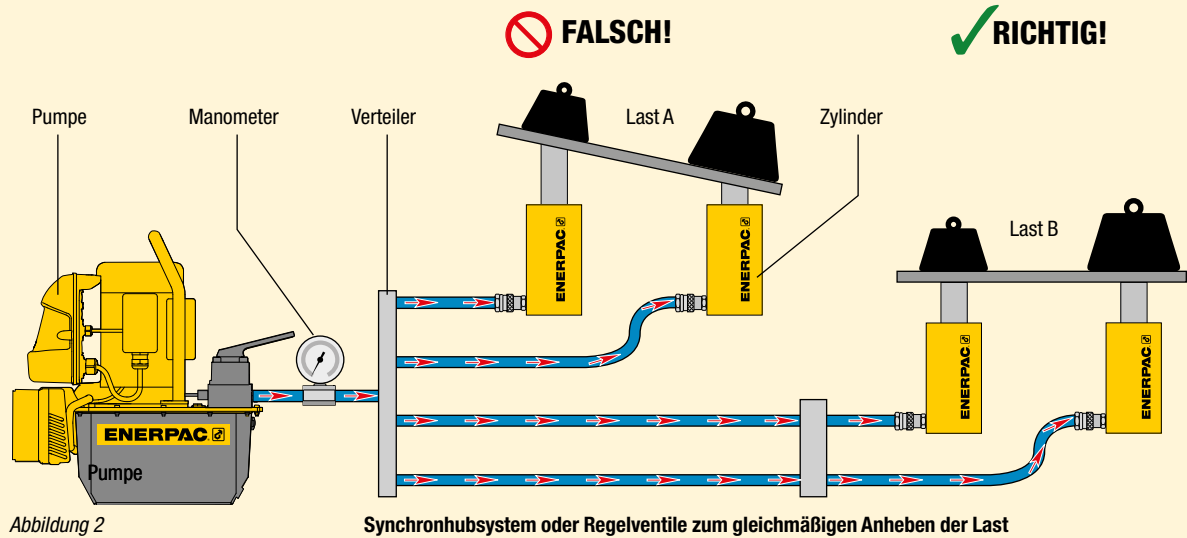 FALSCH!
RICHTIG!
Pumpe
Manometer
Verteiler
Last A
Zylinder
Last B
ENERPAC
ENERPAC
ENERPAC
ENERPAC
ENERPAC
Pumpe
Abbildung 2
Synchronhubsystem oder Regelventile zum gleichmäßigen Anheben der Last